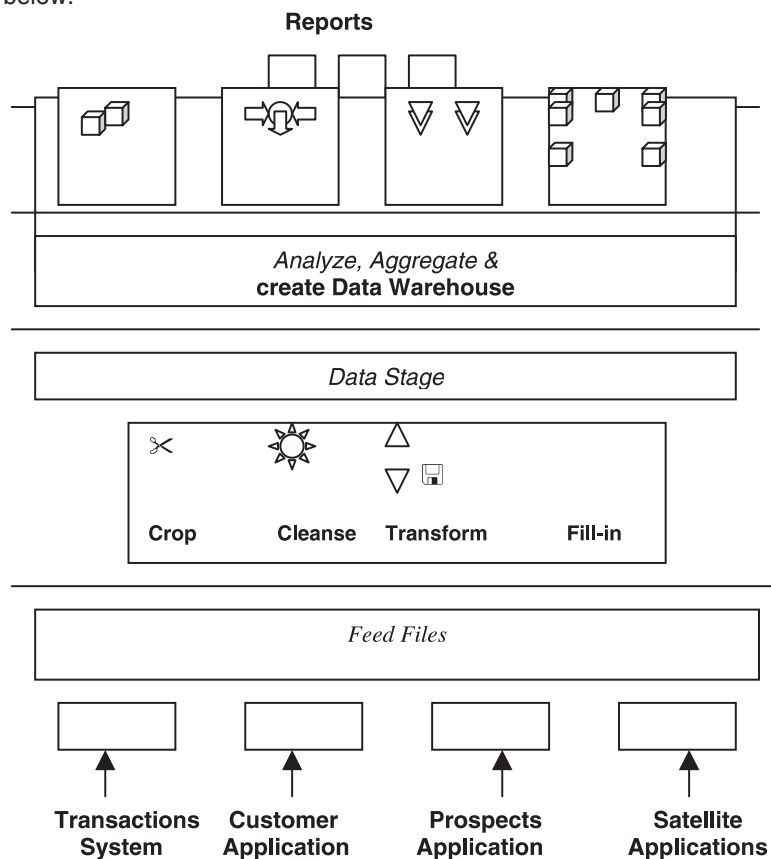 below:
Reports
Analyze, Aggregate &
create Data Warehouse
Data Stage
Crop Cleanse Transform Fill-in
Feed Files
Transactions Customer Prospects Satellite
System Application Application Applications